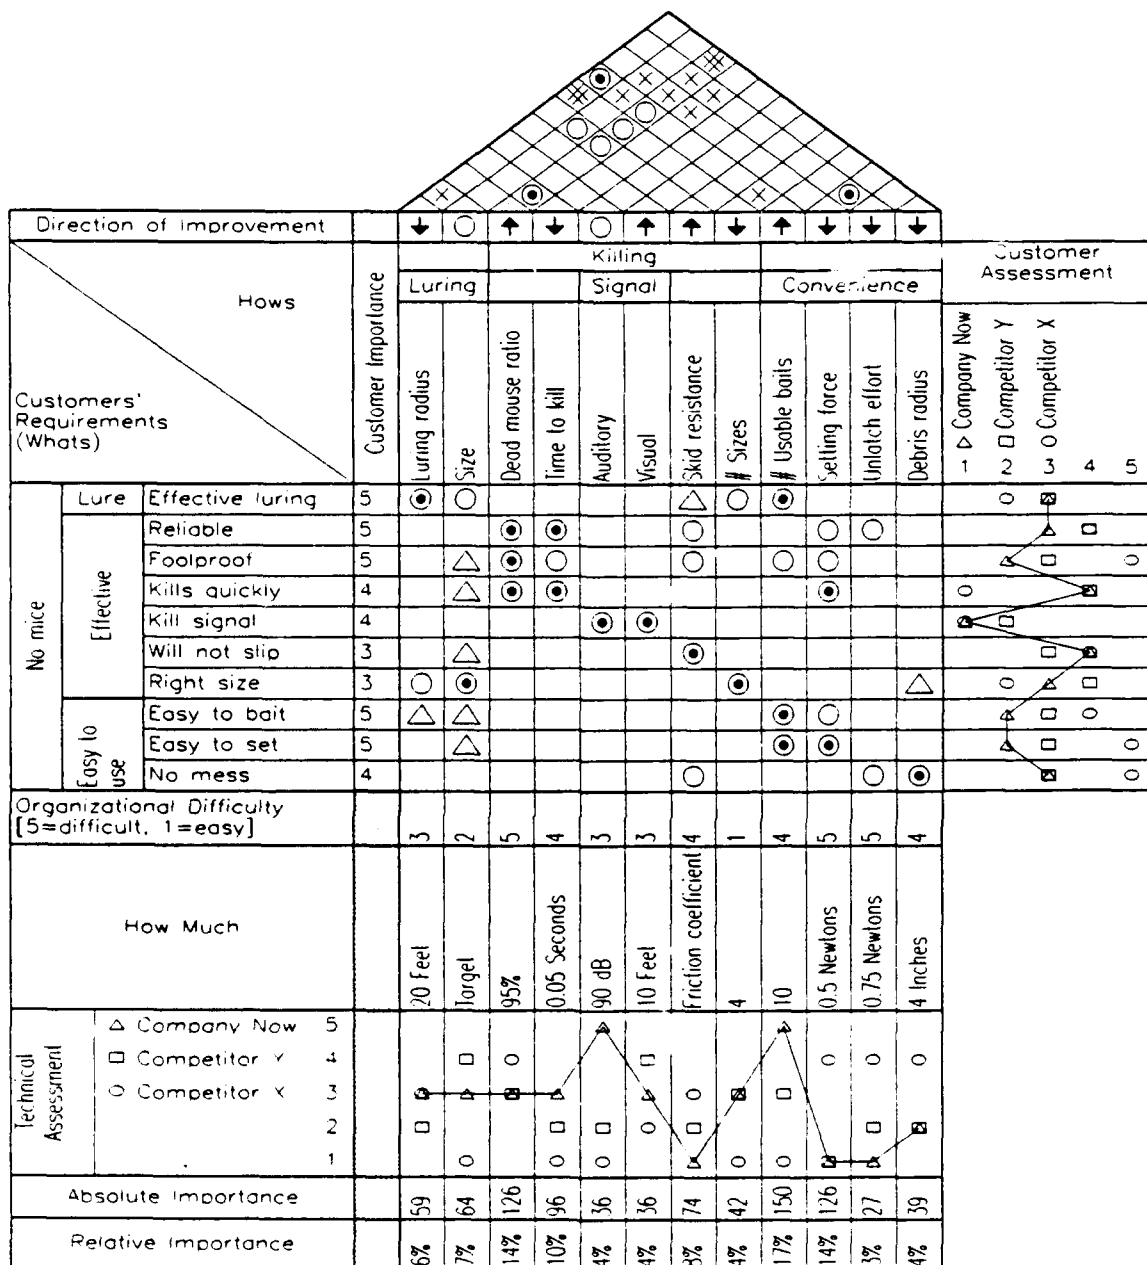 Direction of Improvement
Hows
Customers'
Requirements
(Whats)
Customer Importance
Killing
Luring
Signal
Convenience
Luring radius
Size
Dead mouse ratio
Time to kill
Auditory
Visual
Skid resistance
# Sizes
# Usable baits
Setting force
Unlatch effort
Debris radius
Customer
Assessment
△ Company Now
□ Competitor Y
○ Competitor X
1 2 3 4 5
No mice
Lure
Effective luring 5
Effective
Reliable 5
Foolproof 5
Kills quickly 4
Kill signal 4
Will not slip 3
Right size 3
Easy to
use
Easy to bait 5
Easy to set 5
No mess 4
Organizational Difficulty
[5=difficult, 1=easy]
3 2 5 4 3 3 4 1 4 5 5 4
How Much
20 Feet
Target
95%
0.05 Seconds
90 dB
10 Feet
Friction coefficient
4
10
0.5 Newtons
0.75 Newtons
4 Inches
Technical
Assessment
△ Company Now 5
□ Competitor Y 4
○ Competitor X 3
2
1
Absolute Importance 59 64 126 96 36 36 74 42 150 126 27 39
Relative Importance 6% 7% 14% 10% 4% 4% 8% 4% 17% 14% 3% 4%